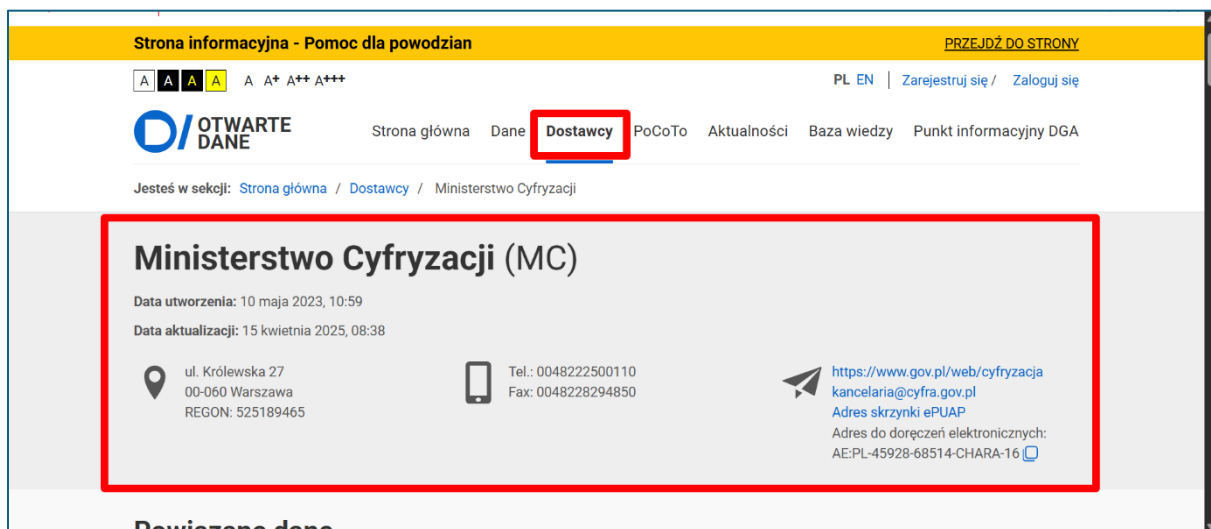 Strona informacyjna - Pomoc dla powodzian PRZEJDŹ DO STRONY
A A A A A A+ A++ A+++ PL EN | Zarejestruj się / Zaloguj się
OTWARTE DANE
Strona główna Dane Dostawcy PoCoTo Aktualności Baza wiedzy Punkt informacyjny DGA
Jesteś w sekcji: Strona główna / Dostawcy / Ministerstwo Cyfryzacji
Ministerstwo Cyfryzacji (MC)
Data utworzenia: 10 maja 2023, 10:59
Data aktualizacji: 15 kwietnia 2025, 08:38
ul. Królewska 27
00-060 Warszawa
REGON: 525189465
Tel.: 0048222500110
Fax: 0048228294850
https://www.gov.pl/web/cyfryzacja
kancelaria@cyfra.gov.pl
Adres skrzynki ePUAP
Adres do doręczeń elektronicznych:
AE:PL-45928-68514-CHARA-16
Powiązane dane